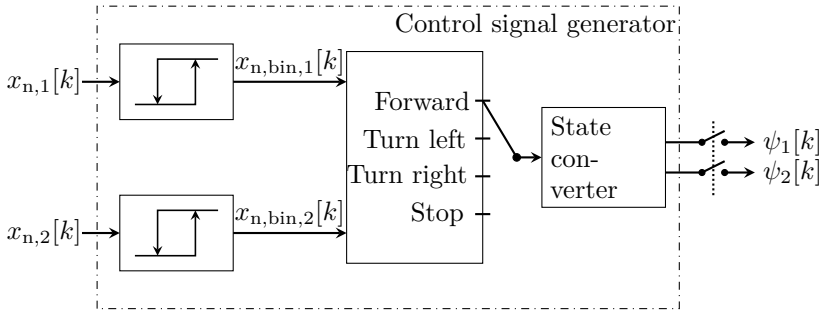 Control signal generator
x_{n,1}[k]
x_{n,bin,1}[k]
x_{n,2}[k]
x_{n,bin,2}[k]
Forward
Turn left
Turn right
Stop
State
con-
verter
ψ_1[k]
ψ_2[k]